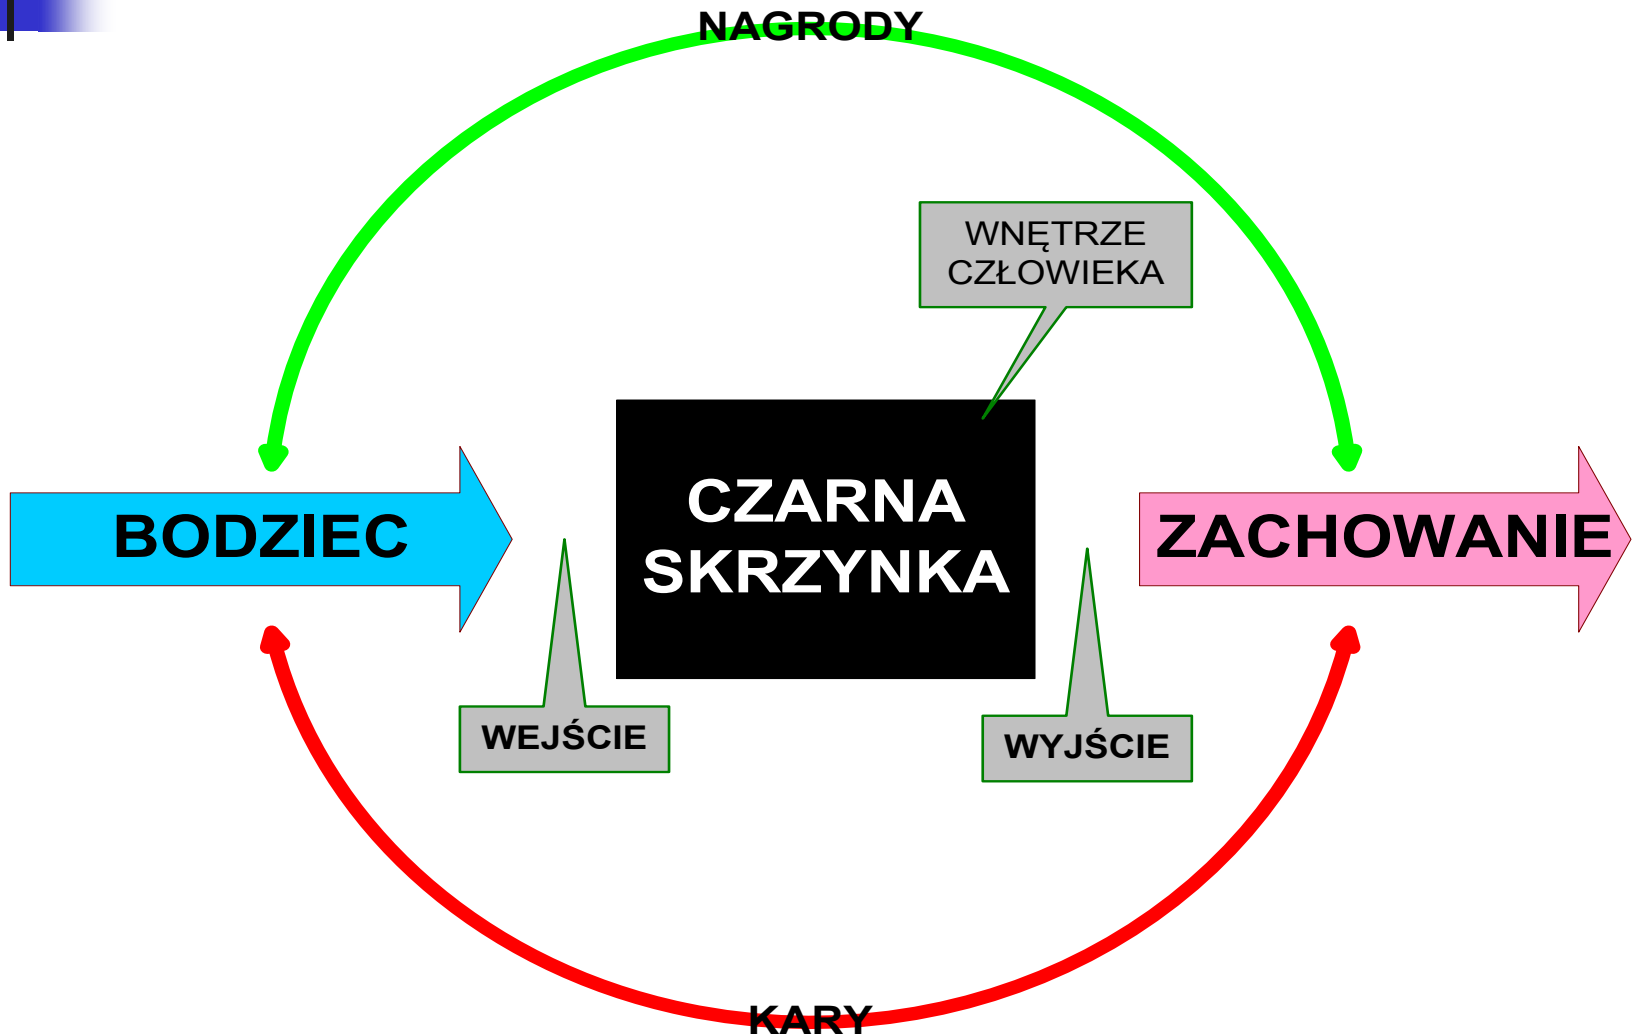 NAGRODY
WNĘTRZE
CZŁOWIEKA
BODZIEC
CZARNA
SKRZYNKA
ZACHOWANIE
WEJŚCIE
WYJŚCIE
KARY